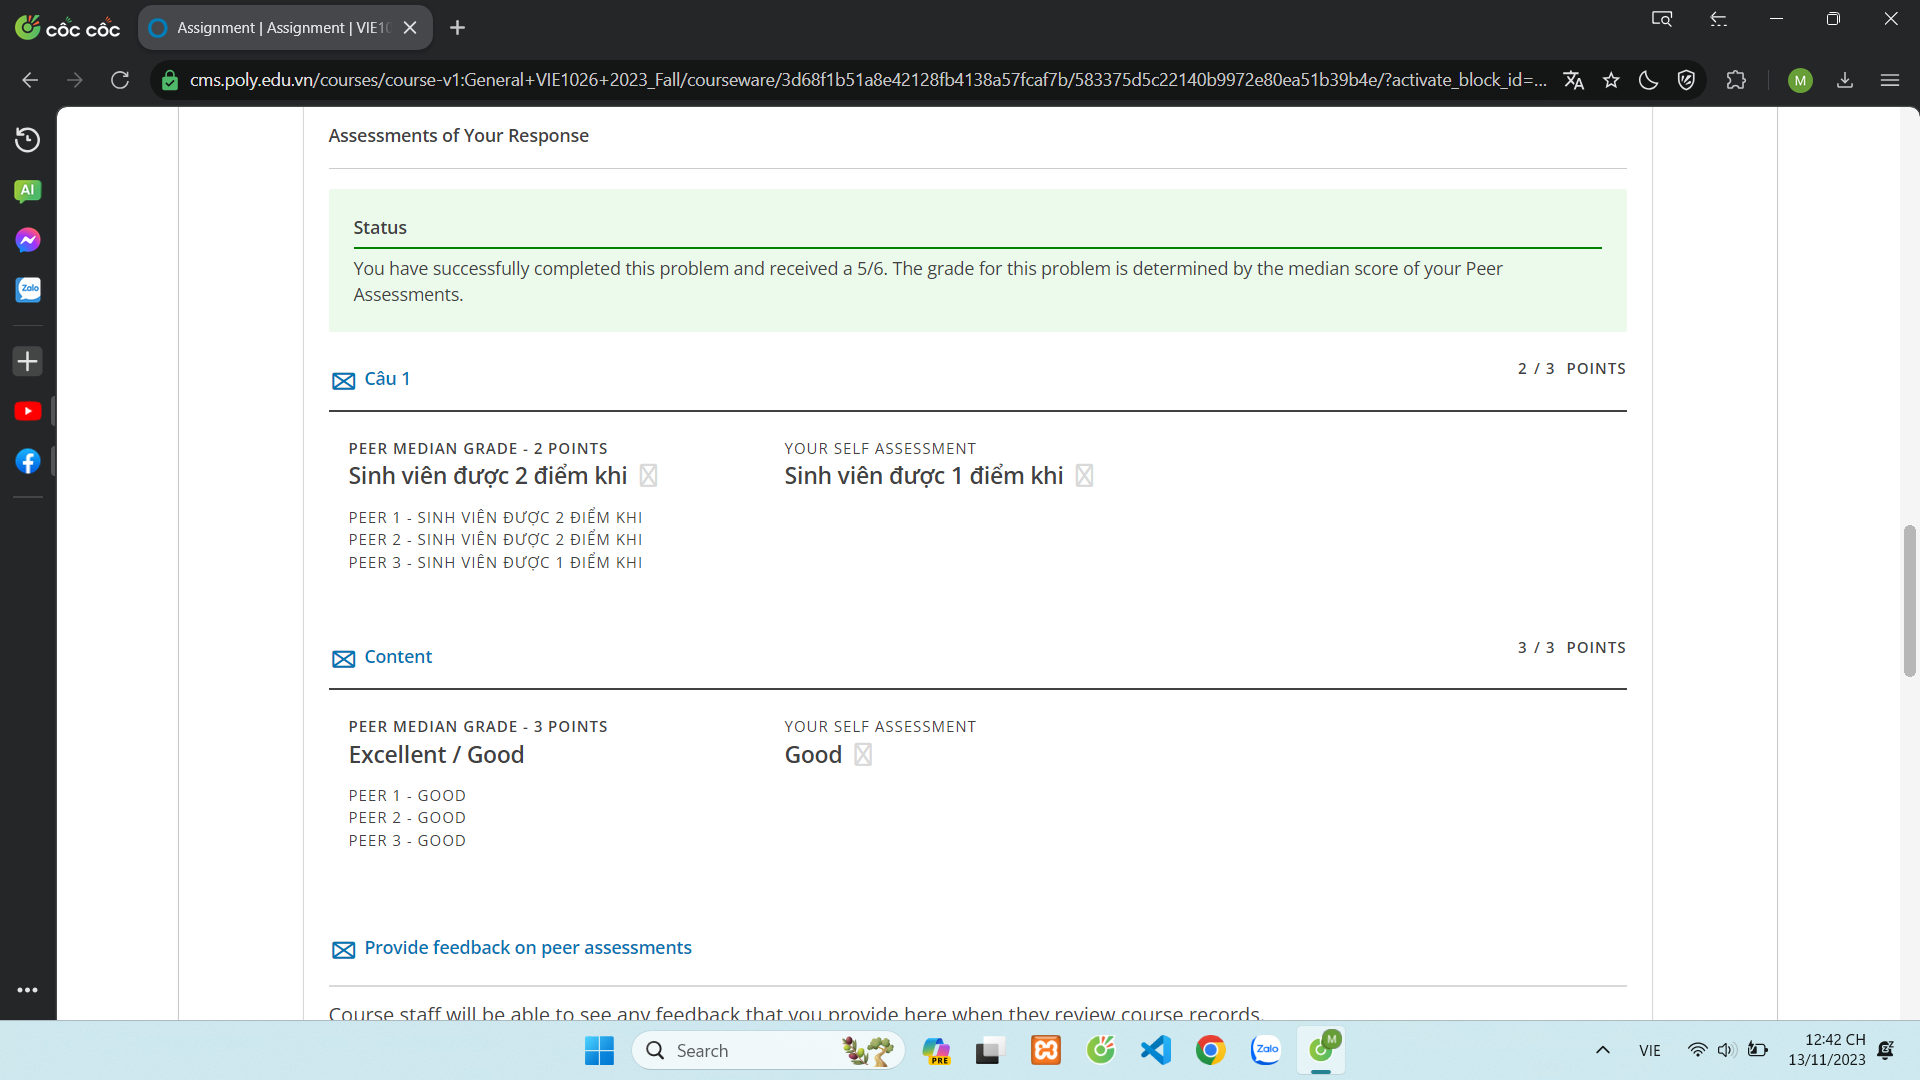 cốc cốc
Assignment | Assignment | VIE10
cms.poly.edu.vn/courses/course-v1:General+VIE1026+2023_Fall/courseware/3d68f1b51a8e42128fb4138a57fcaf7b/583375d5c22140b9972e80ea51b39b4e/?activate_block_id=...
M
AI
Zalo
Assessments of Your Response
Status
You have successfully completed this problem and received a 5/6. The grade for this problem is determined by the median score of your Peer
Assessments.
Câu 1
2 / 3 POINTS
PEER MEDIAN GRADE - 2 POINTS
Sinh viên được 2 điểm khi
YOUR SELF ASSESSMENT
Sinh viên được 1 điểm khi
PEER 1 - SINH VIÊN ĐƯỢC 2 ĐIỂM KHI
PEER 2 - SINH VIÊN ĐƯỢC 2 ĐIỂM KHI
PEER 3 - SINH VIÊN ĐƯỢC 1 ĐIỂM KHI
Content
3 / 3 POINTS
PEER MEDIAN GRADE - 3 POINTS
Excellent / Good
YOUR SELF ASSESSMENT
Good
PEER 1 - GOOD
PEER 2 - GOOD
PEER 3 - GOOD
Provide feedback on peer assessments
Course staff will be able to see any feedback that you provide here when they review course records.
Search
PRE
Zalo
M
VIE
12:42 CH
13/11/2023